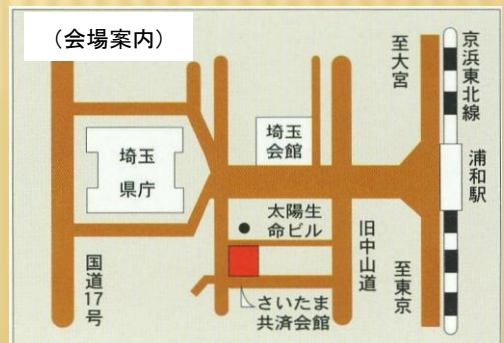 (会場案内)
至大宮
京浜東北線
埼玉
会館
埼玉
県庁
浦和駅
太陽生
命ビル
旧中山道
国道17号
至東京
さいたま
共済会館